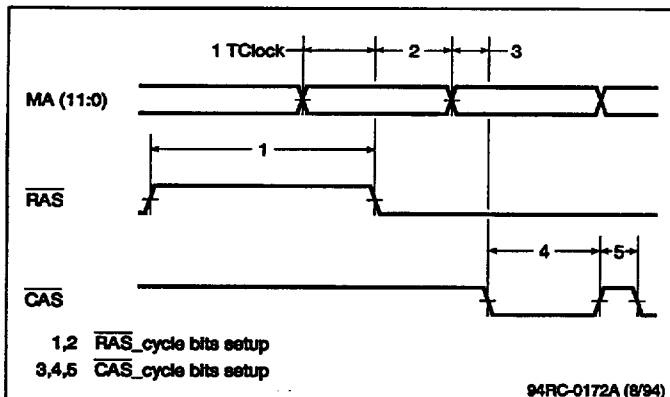 1 TClock 2 3
MA (11:0)
1
RAS
4 5
CAS
1,2 RAS_cycle bits setup
3,4,5 CAS_cycle bits setup
94RC-0172A (8/94)